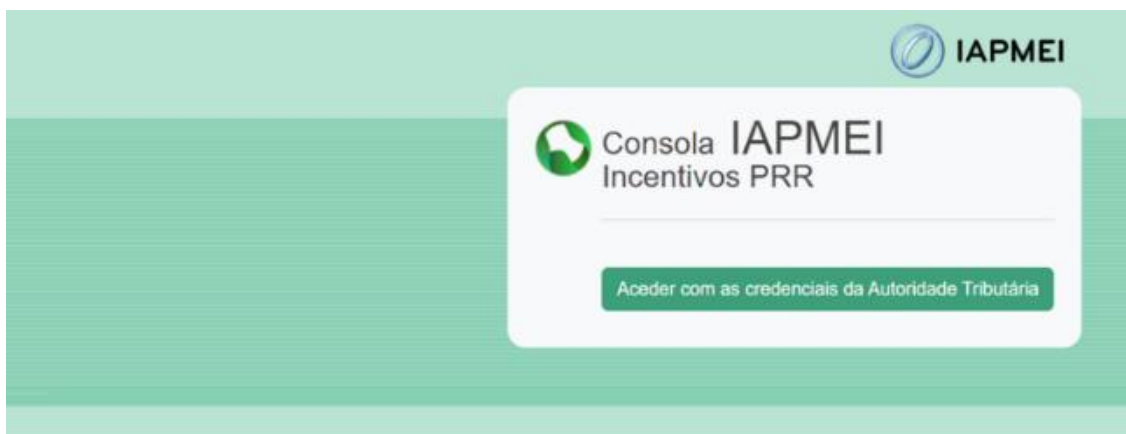 IAPMEI
Consola IAPMEI
Incentivos PRR
Aceder com as credenciais da Autoridade Tributária